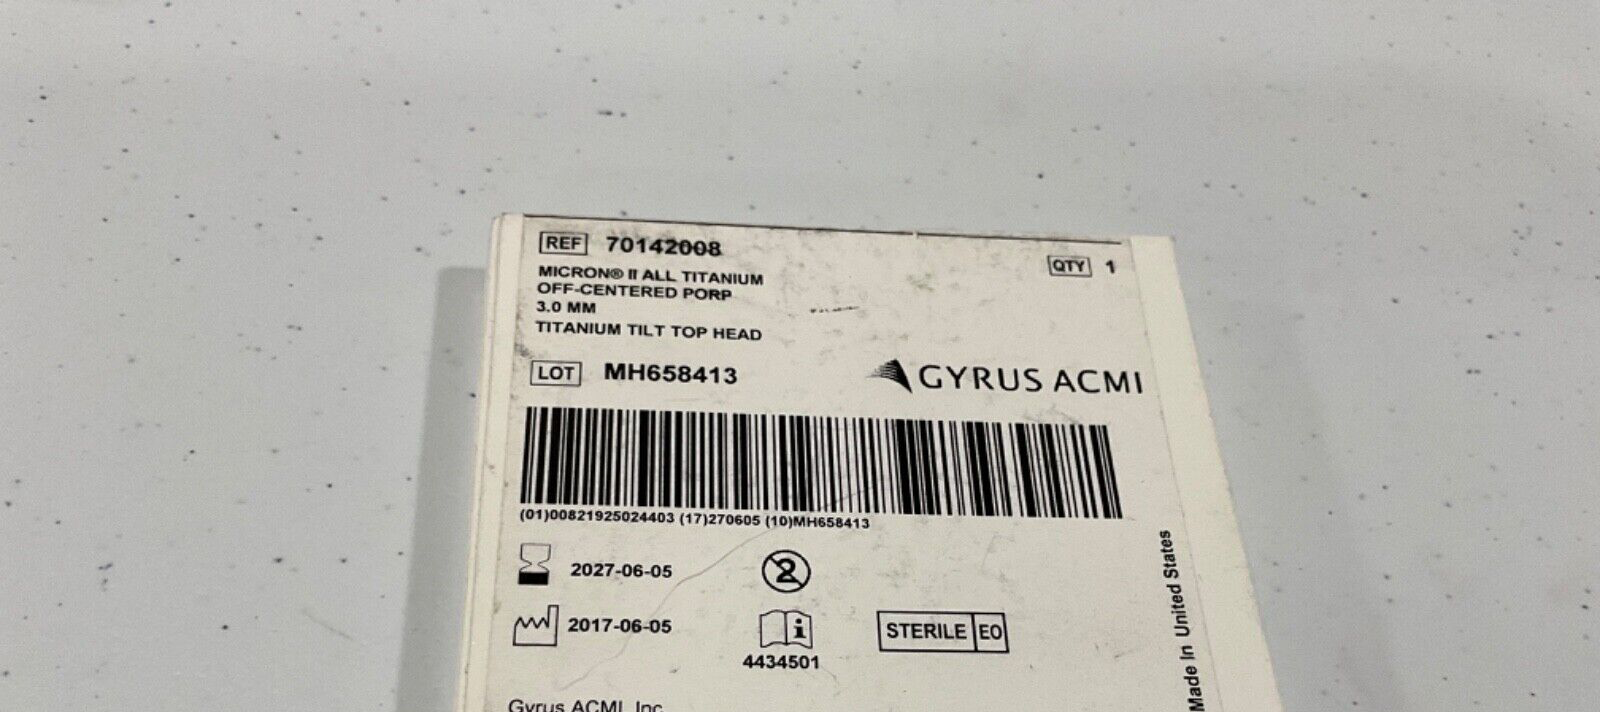 REF 70142008
QTY 1
MICRON® II ALL TITANIUM
OFF-CENTERED PORP
3.0 MM
TITANIUM TILT TOP HEAD
LOT MH658413
GYRUS ACMI
(01)00821925024403 (17)270605 (10)MH658413
2027-06-05
2
2017-06-05
i
STERILE EO
4434501
Gyrus ACMI, Inc.
Made In United States